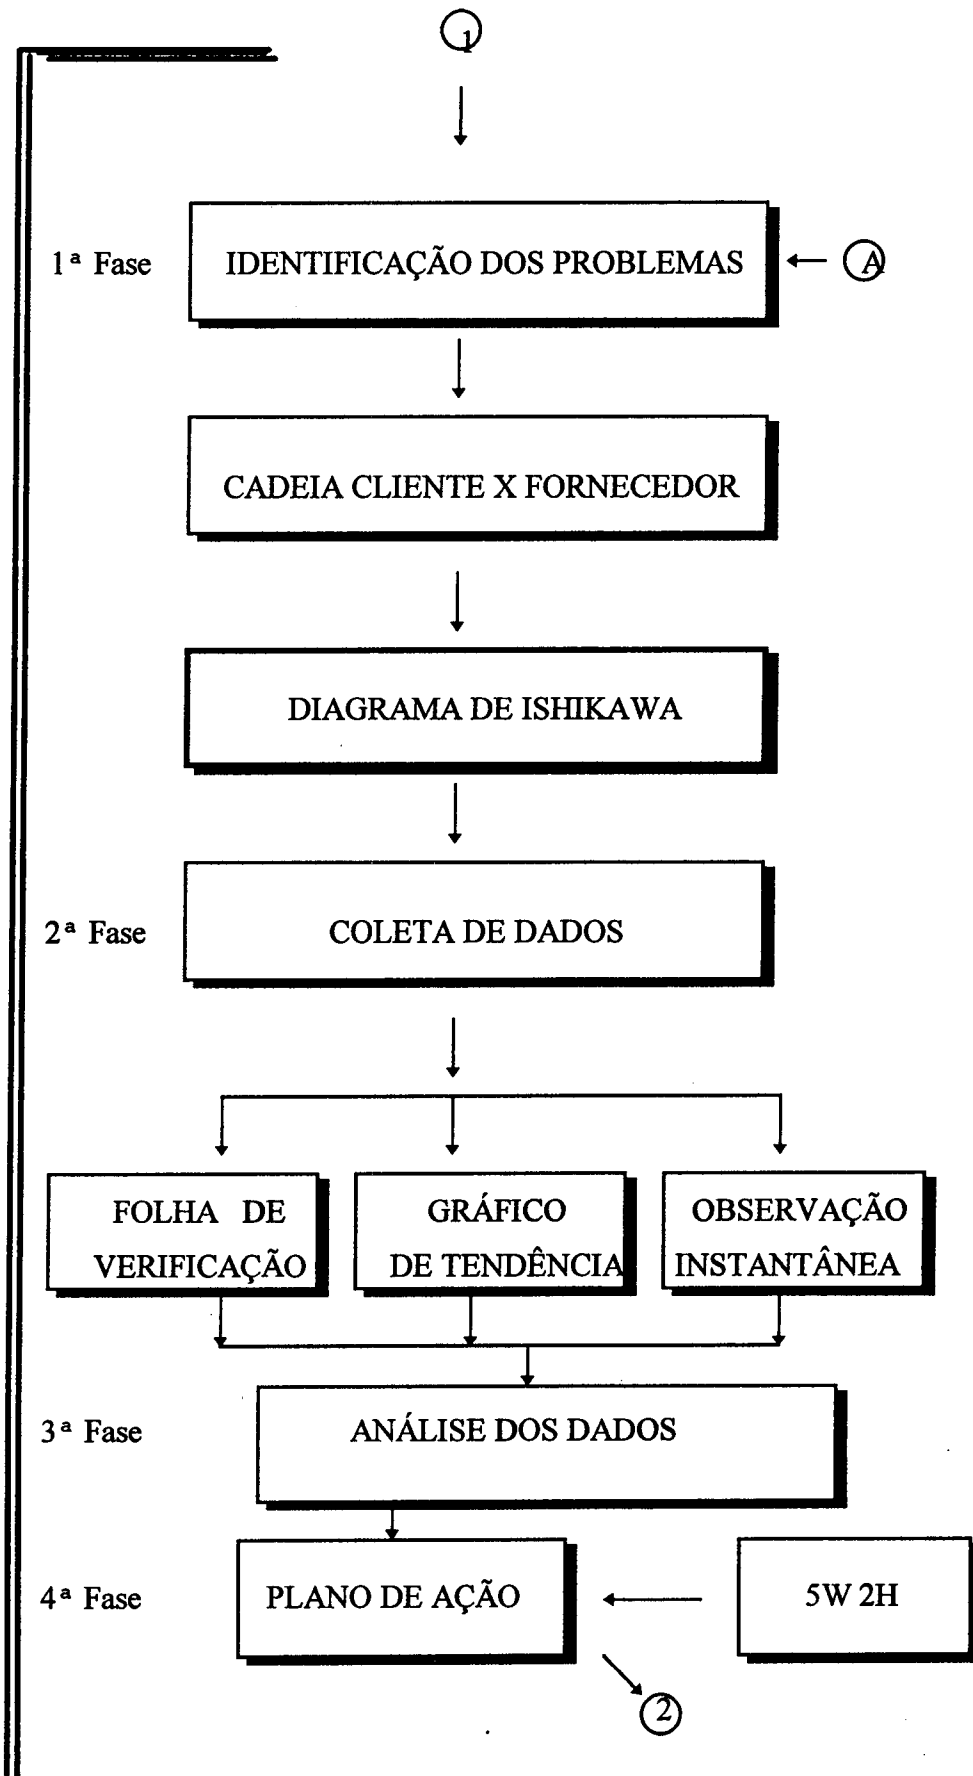 1
1ª Fase
IDENTIFICAÇÃO DOS PROBLEMAS
A
CADEIA CLIENTE X FORNECEDOR
DIAGRAMA DE ISHIKAWA
2ª Fase
COLETA DE DADOS
FOLHA DE
VERIFICAÇÃO
GRÁFICO
DE TENDÊNCIA
OBSERVAÇÃO
INSTANTÂNEA
3ª Fase
ANÁLISE DOS DADOS
4ª Fase
PLANO DE AÇÃO
5W 2H
2